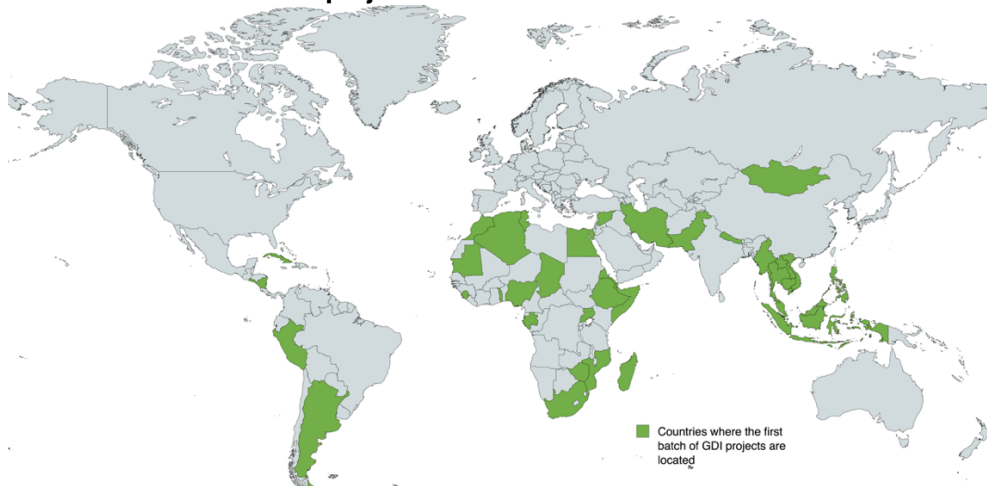 Countries where the first
batch of GDI projects are
located